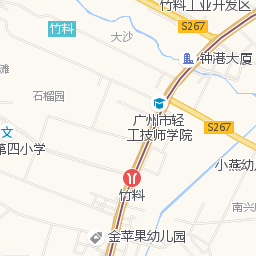 竹料工业开发区
S267
竹料
大沙
钟港大厦
滩
石榴园
广州市轻
工技师学院
S267
文
第四小学
小燕幼儿
竹料
南兴
金苹果幼儿园